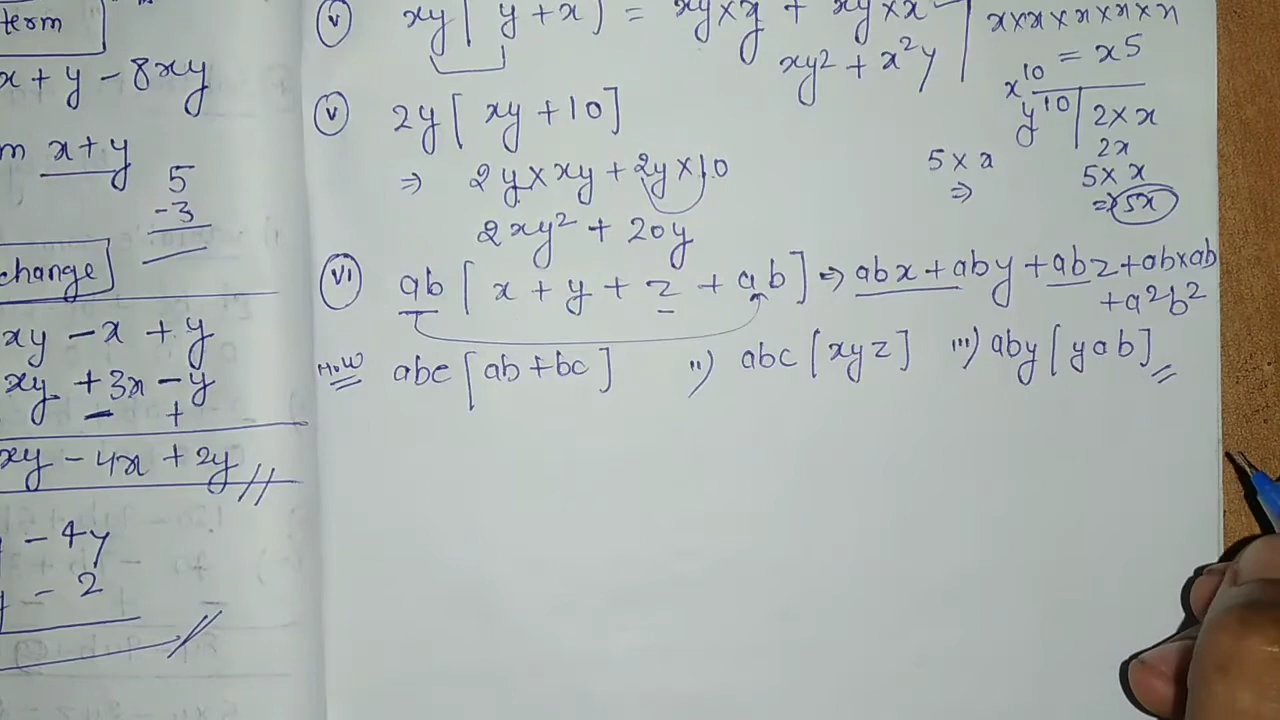 term
x + y - 8xy
x + y
5
-3
change
xy - x + y
xy + 3x - y
- +
xy - 4x + 2y //
- 4y
- 2
(v) xy[ y + x ] = xy × y + xy × x
xy² + x²y
(v) 2y[ xy + 10 ]
⇒ 2y × xy + 2y × 10
2xy² + 20y
(vi) ab[ x + y + z + ab ] ⇒ abx + aby + abz + ab × ab
+ a²b²
H.W abc[ ab + bc ] ii) abc[ xyz ] iii) aby[ yab ]
x × x × x × x × x
= x5
x10
y10
2 × x
2x
5 × x
⇒ 5x
5 × x
⇒